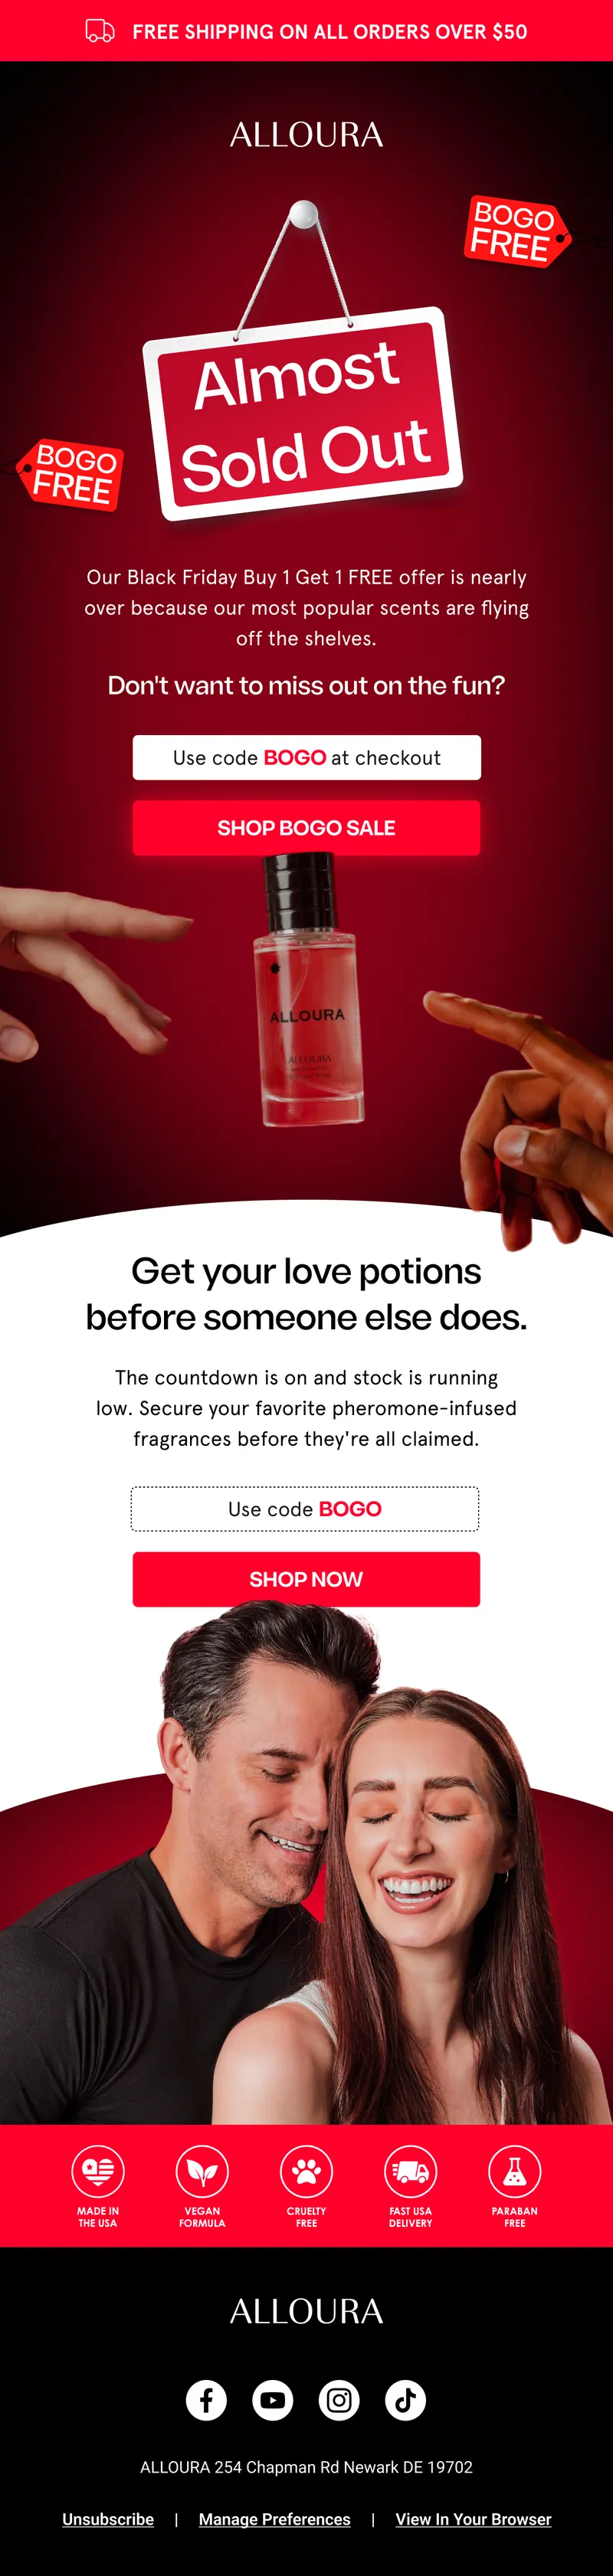 FREE SHIPPING ON ALL ORDERS OVER $50
ALLOURA
BOGO
FREE
Almost
Sold Out
BOGO
FREE
Our Black Friday Buy 1 Get 1 FREE offer is nearly
over because our most popular scents are flying
off the shelves.
Don't want to miss out on the fun?
Use code BOGO at checkout
SHOP BOGO SALE
ALLOURA
ALLOURA
Get your love potions
before someone else does.
The countdown is on and stock is running
low. Secure your favorite pheromone-infused
fragrances before they're all claimed.
Use code BOGO
SHOP NOW
MADE IN
THE USA
VEGAN
FORMULA
CRUELTY
FREE
FAST USA
DELIVERY
PARABAN
FREE
ALLOURA
ALLOURA 254 Chapman Rd Newark DE 19702
Unsubscribe | Manage Preferences | View In Your Browser